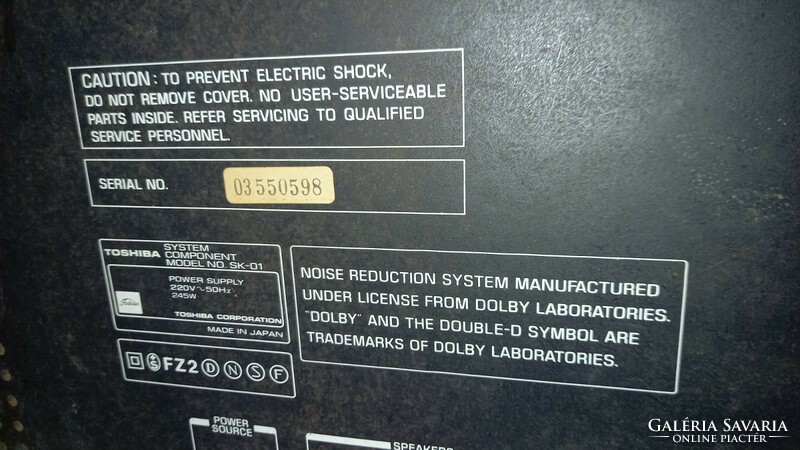 CAUTION: TO PREVENT ELECTRIC SHOCK,
DO NOT REMOVE COVER. NO USER-SERVICEABLE
PARTS INSIDE. REFER SERVICING TO QUALIFIED
SERVICE PERSONNEL.
SERIAL NO. 03550598
TOSHIBA SYSTEM
COMPONENT
MODEL NO. SK-01
POWER SUPPLY
220V~50Hz
245W
Toshiba
TOSHIBA CORPORATION
MADE IN JAPAN
NOISE REDUCTION SYSTEM MANUFACTURED
UNDER LICENSE FROM DOLBY LABORATORIES.
"DOLBY" AND THE DOUBLE-D SYMBOL ARE
TRADEMARKS OF DOLBY LABORATORIES.
FZ2 D N S F
POWER
SOURCE
SPEAKERS
GALÉRIA SAVARIA
ONLINE PIACTÉR